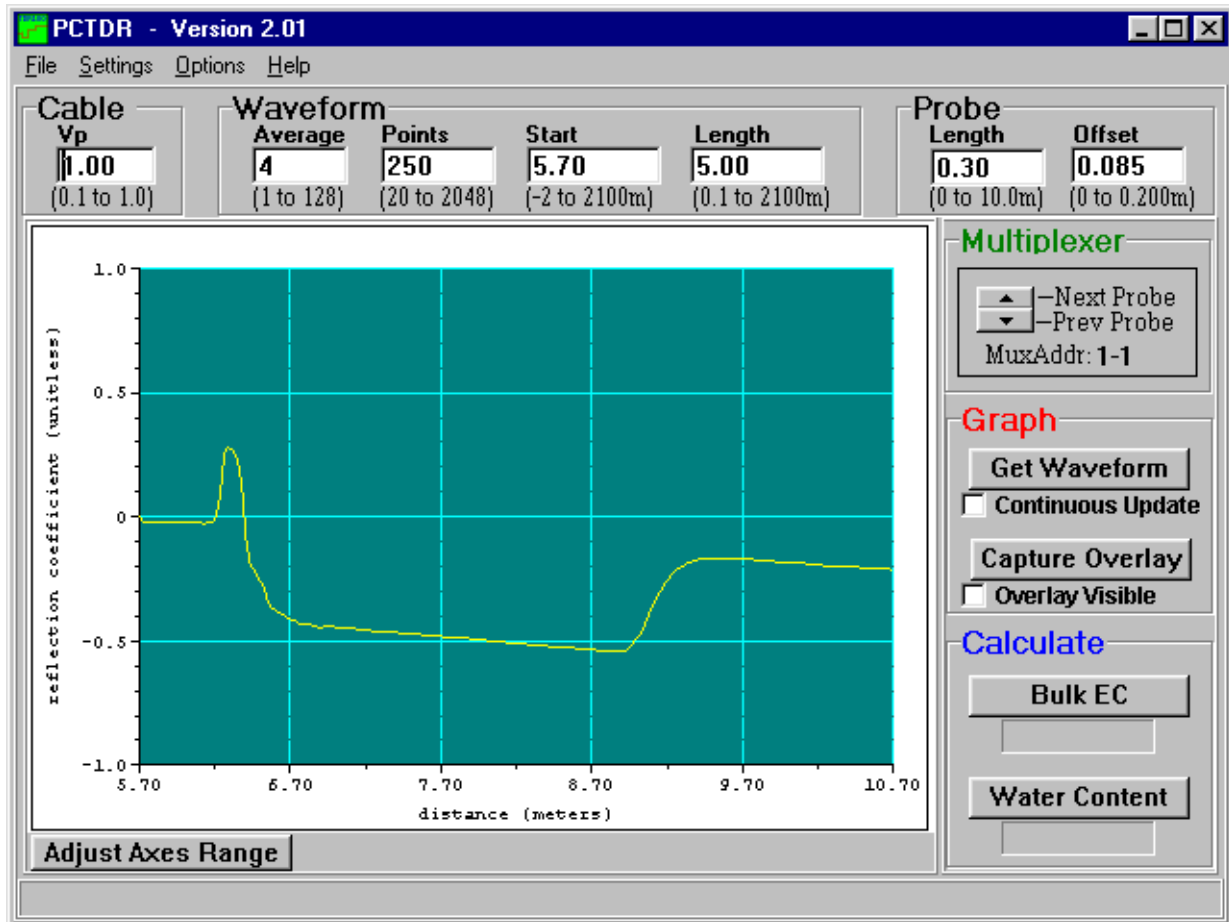 PCTDR - Version 2.01
File Settings Options Help
Cable
Vp
1.00
(0.1 to 1.0)
Waveform
Average Points Start Length
4 250 5.70 5.00
(1 to 128) (20 to 2048) (-2 to 2100m) (0.1 to 2100m)
Probe
Length Offset
0.30 0.085
(0 to 10.0m) (0 to 0.200m)
1.0
0.5
0
-0.5
-1.0
reflection coefficient (unitless)
5.70 6.70 7.70 8.70 9.70 10.70
distance (meters)
Adjust Axes Range
Multiplexer
—Next Probe
—Prev Probe
MuxAddr: 1-1
Graph
Get Waveform
Continuous Update
Capture Overlay
Overlay Visible
Calculate
Bulk EC
Water Content